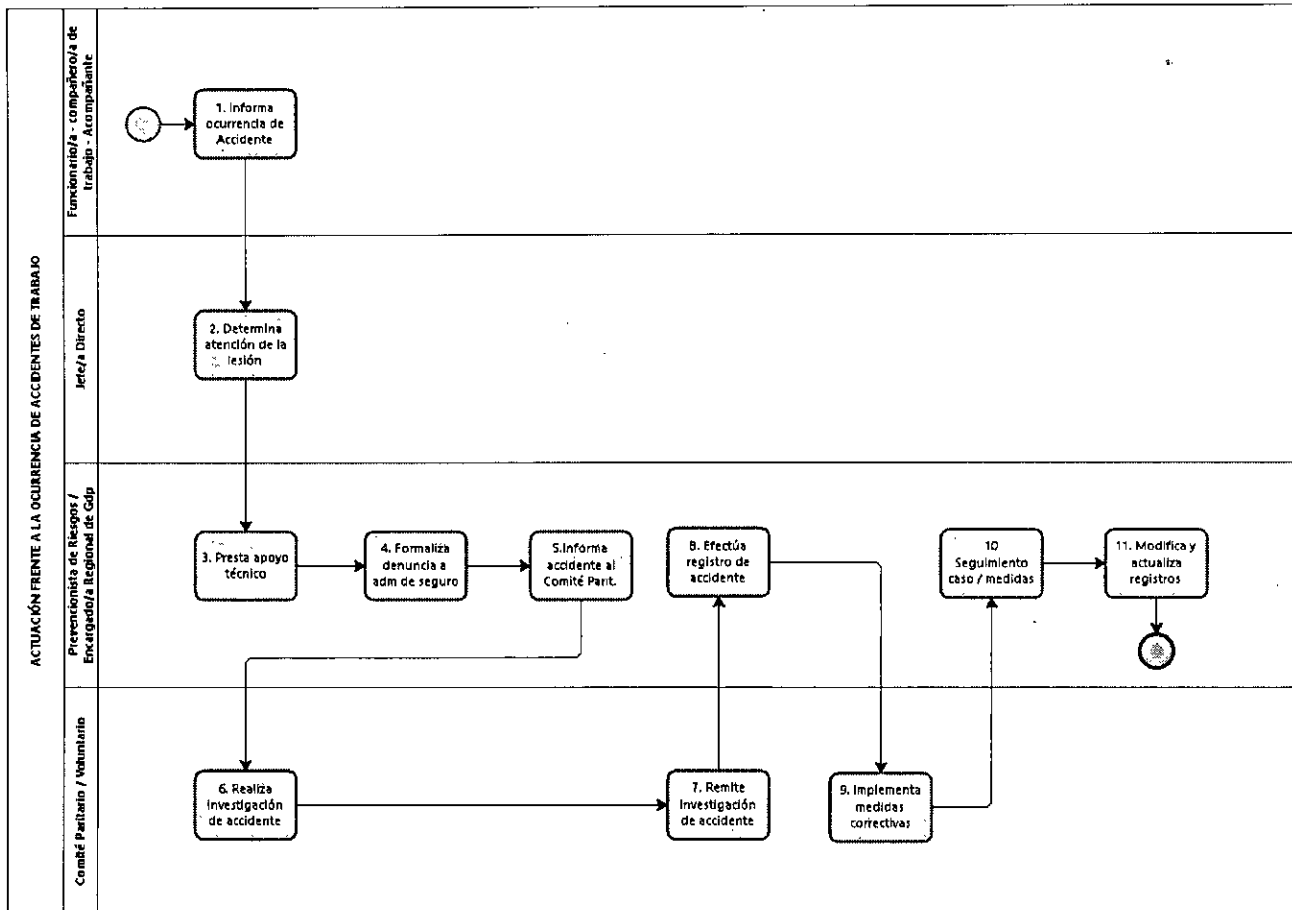 ACTUACIÓN FRENTE A LA OCURRENCIA DE ACCIDENTES DE TRABAJO
Funcionario/a - compañero/a de
trabajo - Acompañante
1. Informa
ocurrencia de
Accidente
Jefe/a Directo
2. Determina
atención de la
lesión
Prevencionista de Riesgos /
Encargado/a Regional de Gdp
3. Presta apoyo
técnico
4. Formaliza
denuncia a
adm de seguro
5.Informa
accidente al
Comité Parit.
8. Efectúa
registro de
accidente
10
Seguimiento
caso / medidas
11. Modifica y
actualiza
registros
Comité Paritario / Voluntario
6. Realiza
Investigación
de accidente
7. Remite
Investigación
de accidente
9. Implementa
medidas
correctivas